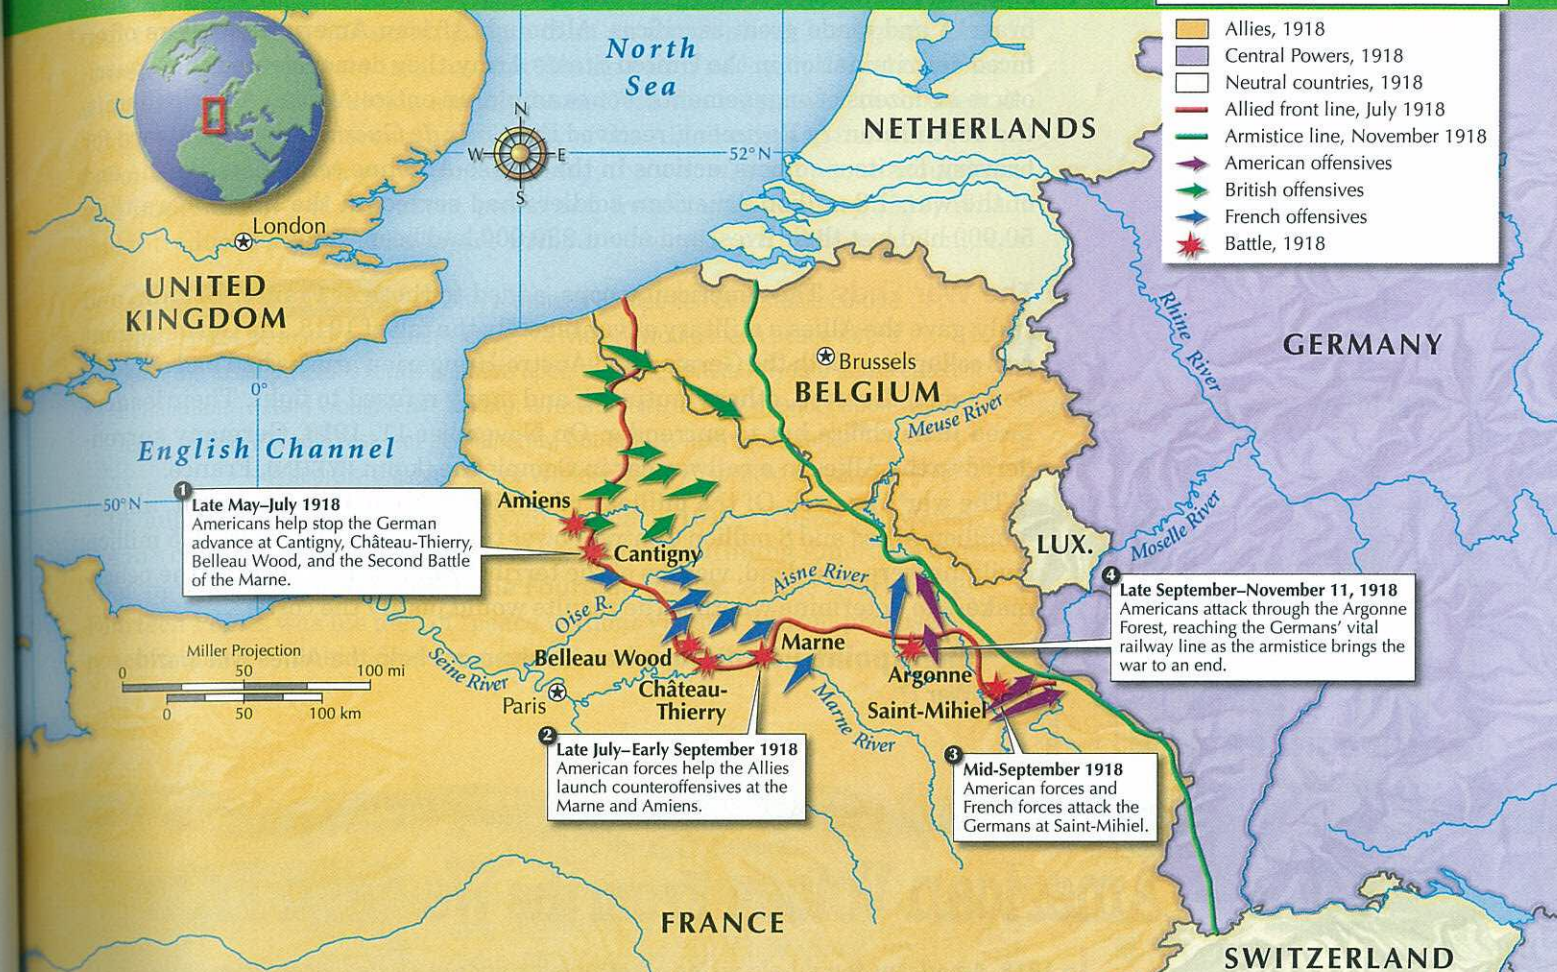 North
Sea
N
W
E
S
52°N
NETHERLANDS
Allies, 1918
Central Powers, 1918
Neutral countries, 1918
Allied front line, July 1918
Armistice line, November 1918
American offensives
British offensives
French offensives
Battle, 1918
London
UNITED
KINGDOM
Rhine River
GERMANY
0°
Brussels
BELGIUM
Meuse River
English Channel
50°N
1
Late May–July 1918
Americans help stop the German
advance at Cantigny, Château-Thierry,
Belleau Wood, and the Second Battle
of the Marne.
Amiens
Cantigny
LUX.
Moselle River
Aisne River
Oise R.
4
Late September–November 11, 1918
Americans attack through the Argonne
Forest, reaching the Germans' vital
railway line as the armistice brings the
war to an end.
Miller Projection
0
50
100 mi
0
50
100 km
Seine River
Paris
Belleau Wood
Marne
Château-
Thierry
Argonne
Saint-Mihiel
Marne River
2
Late July–Early September 1918
American forces help the Allies
launch counteroffensives at the
Marne and Amiens.
3
Mid-September 1918
American forces and
French forces attack the
Germans at Saint-Mihiel.
FRANCE
SWITZERLAND